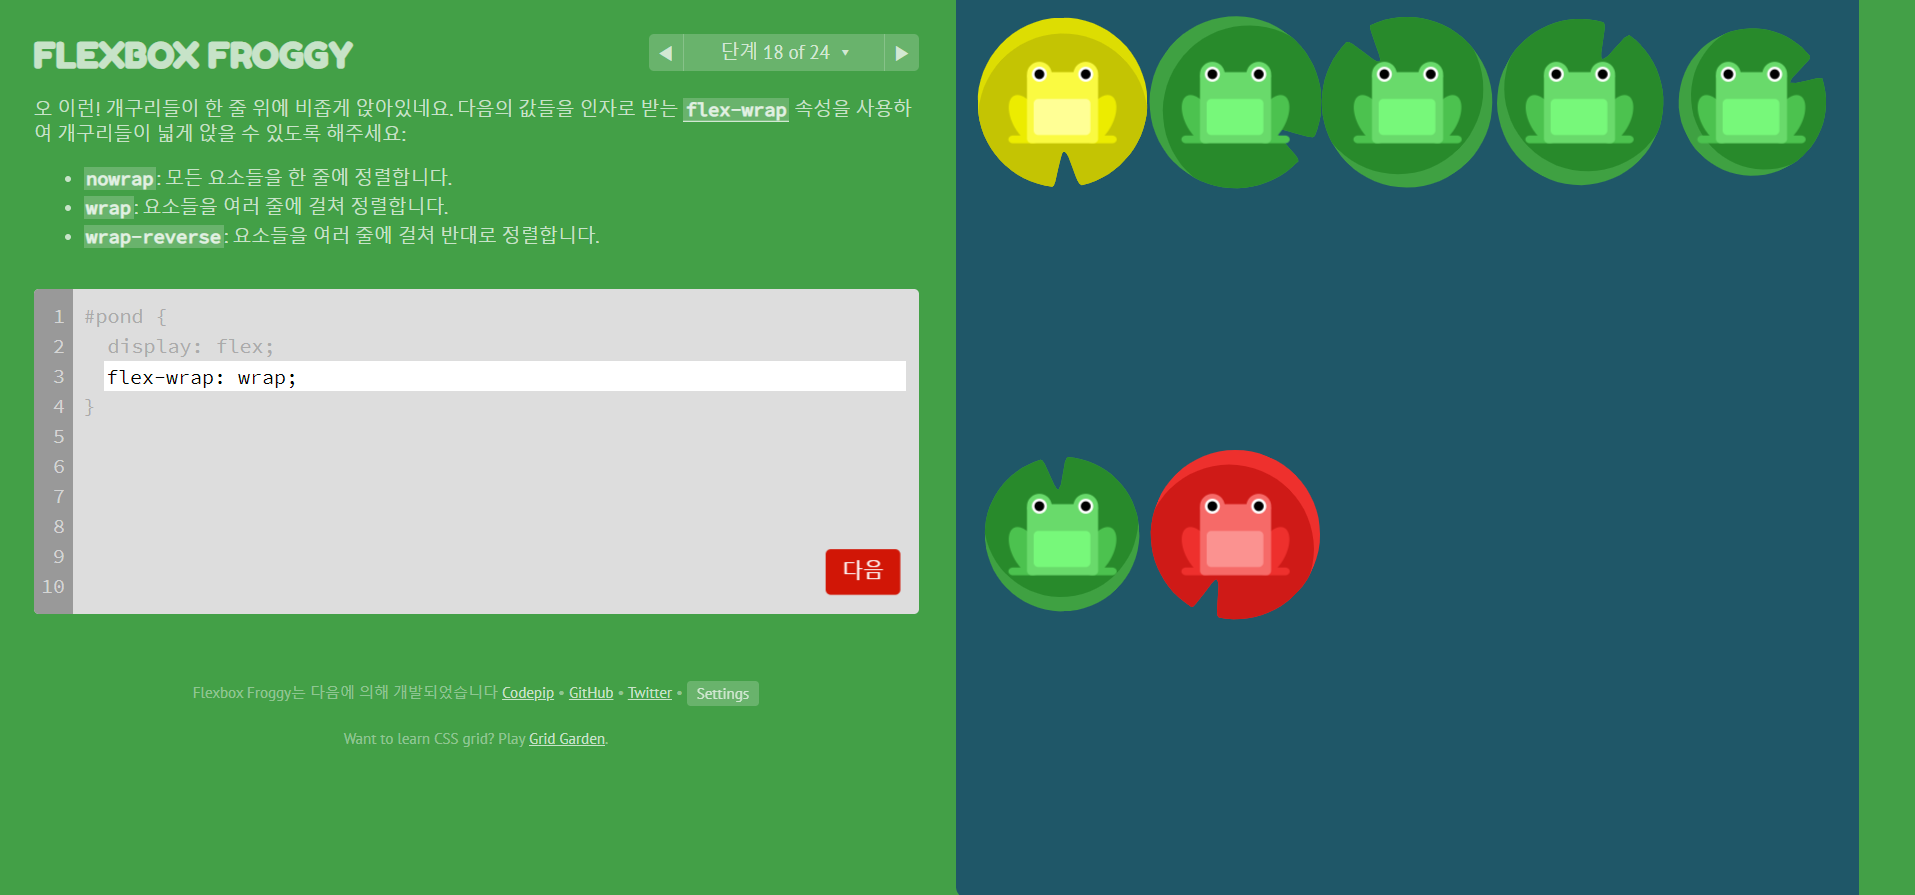 FLEXBOX FROGGY
◀ 단계 18 of 24 ▼ ▶
오 이런! 개구리들이 한 줄 위에 비좁게 앉아있네요. 다음의 값들을 인자로 받는 flex-wrap 속성을 사용하
여 개구리들이 넓게 앉을 수 있도록 해주세요:
• nowrap: 모든 요소들을 한 줄에 정렬합니다.
• wrap: 요소들을 여러 줄에 걸쳐 정렬합니다.
• wrap-reverse: 요소들을 여러 줄에 걸쳐 반대로 정렬합니다.
1 #pond {
2 display: flex;
3 flex-wrap: wrap;
4 }
5
6
7
8
9
10
다음
Flexbox Froggy는 다음에 의해 개발되었습니다 Codepip • GitHub • Twitter • Settings
Want to learn CSS grid? Play Grid Garden.